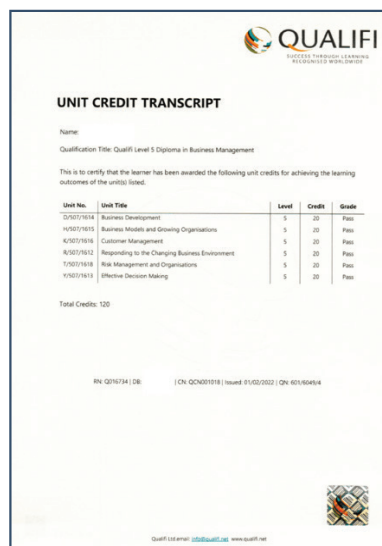 QUALIFI
SUCCESS THROUGH LEARNING
RECOGNISED WORLDWIDE
UNIT CREDIT TRANSCRIPT
Name:
Qualification Title: Qualifi Level 5 Diploma in Business Management
This is to certify that the learner has been awarded the following unit credits for achieving the learning
outcomes of the unit(s) listed.
Unit No. Unit Title Level Credit Grade
D/507/1614 Business Development 5 20 Pass
H/507/1615 Business Models and Growing Organisations 5 20 Pass
K/507/1616 Customer Management 5 20 Pass
R/507/1612 Responding to the Changing Business Environment 5 20 Pass
T/507/1618 Risk Management and Organisations 5 20 Pass
Y/507/1613 Effective Decision Making 5 20 Pass
Total Credits: 120
RN: Q016734 | DB: | CN: QCN001018 | Issued: 01/02/2022 | QN: 601/6049/4
Qualifi Ltd email: info@qualifi.net www.qualifi.net